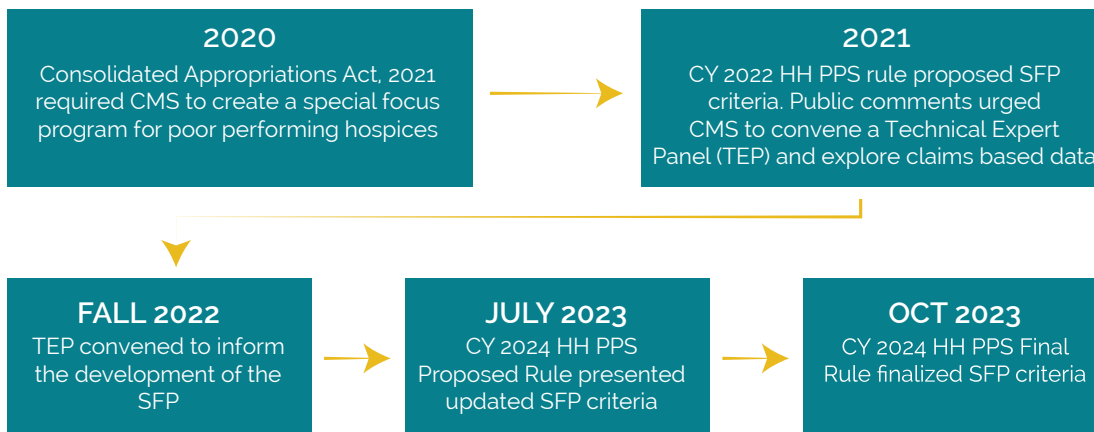 2020
Consolidated Appropriations Act, 2021
required CMS to create a special focus
program for poor performing hospices
2021
CY 2022 HH PPS rule proposed SFP
criteria. Public comments urged
CMS to convene a Technical Expert
Panel (TEP) and explore claims based data
FALL 2022
TEP convened to inform
the development of the
SFP
JULY 2023
CY 2024 HH PPS
Proposed Rule presented
updated SFP criteria
OCT 2023
CY 2024 HH PPS Final
Rule finalized SFP criteria